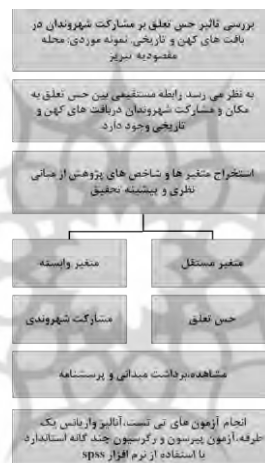 بررسی تاثیر حس تعلق بر مشارکت شهروندان در
بافت های کهن و تاریخی، نمونه موردی: محله
مقصودیه تبریز
به نظر می رسد رابطه مستقیمی بین حس تعلق به
مکان و مشارکت شهروندان دربافت های کهن و
تاریخی وجود دارد.
استخراج متغیر ها و شاخص های پژوهش از مبانی
نظری و پیشینه تحقیق
متغیر مستقل
متغیر وابسته
حس تعلق
مشارکت شهروندی
مشاهده،برداشت میدانی و پرسشنامه
انجام آزمون های تی تست،آنالیز واریانس یک
طرفه،آزمون پیرسون و رگرسیون چند گانه استاندارد
با استفاده از نرم افزار spss